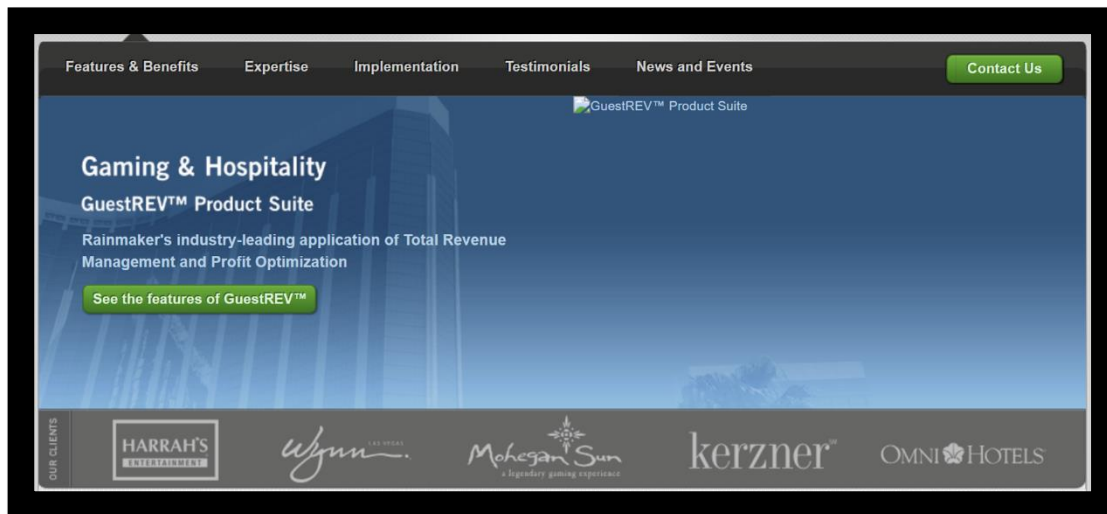 Features & Benefits Expertise Implementation Testimonials News and Events Contact Us
GuestREV™ Product Suite
Gaming & Hospitality
GuestREV™ Product Suite
Rainmaker's industry-leading application of Total Revenue
Management and Profit Optimization
See the features of GuestREV™
OUR CLIENTS
HARRAH'S
ENTERTAINMENT
Wynn LAS VEGAS
Mohegan Sun
a legendary gaming experience
kerzner℠
OMNI HOTELS